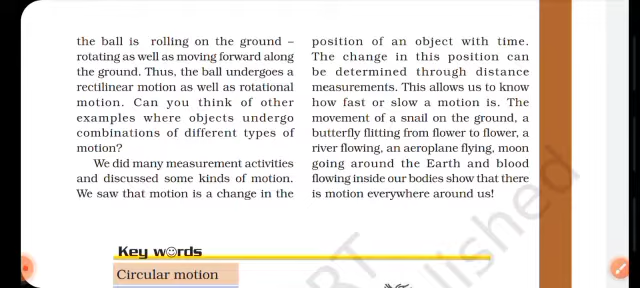 the ball is rolling on the ground –
rotating as well as moving forward along
the ground. Thus, the ball undergoes a
rectilinear motion as well as rotational
motion. Can you think of other
examples where objects undergo
combinations of different types of
motion?
We did many measurement activities
and discussed some kinds of motion.
We saw that motion is a change in the
position of an object with time.
The change in this position can
be determined through distance
measurements. This allows us to know
how fast or slow a motion is. The
movement of a snail on the ground, a
butterfly flitting from flower to flower, a
river flowing, an aeroplane flying, moon
going around the Earth and blood
flowing inside our bodies show that there
is motion everywhere around us!
Key words
Circular motion